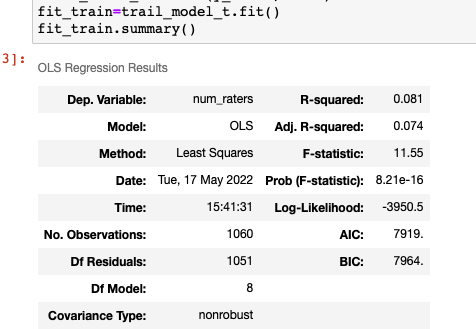 fit_train=trail_model_t.fit()
fit_train.summary()
3]:
OLS Regression Results
Dep. Variable: num_raters R-squared: 0.081
Model: OLS Adj. R-squared: 0.074
Method: Least Squares F-statistic: 11.55
Date: Tue, 17 May 2022 Prob (F-statistic): 8.21e-16
Time: 15:41:31 Log-Likelihood: -3950.5
No. Observations: 1060 AIC: 7919.
Df Residuals: 1051 BIC: 7964.
Df Model: 8
Covariance Type: nonrobust